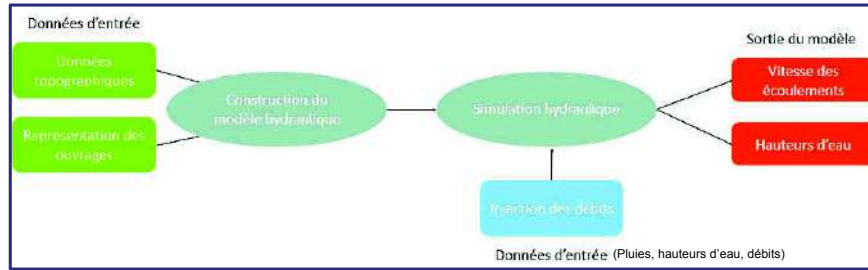 Données d'entrée
Données
topographiques
Représentation des
ouvrages
Construction du
modèle hydraulique
Simulation hydraulique
Injection des débits
Données d'entrée (Pluies, hauteurs d'eau, débits)
Sortie du modèle
Vitesse des
écoulements
Hauteurs d'eau